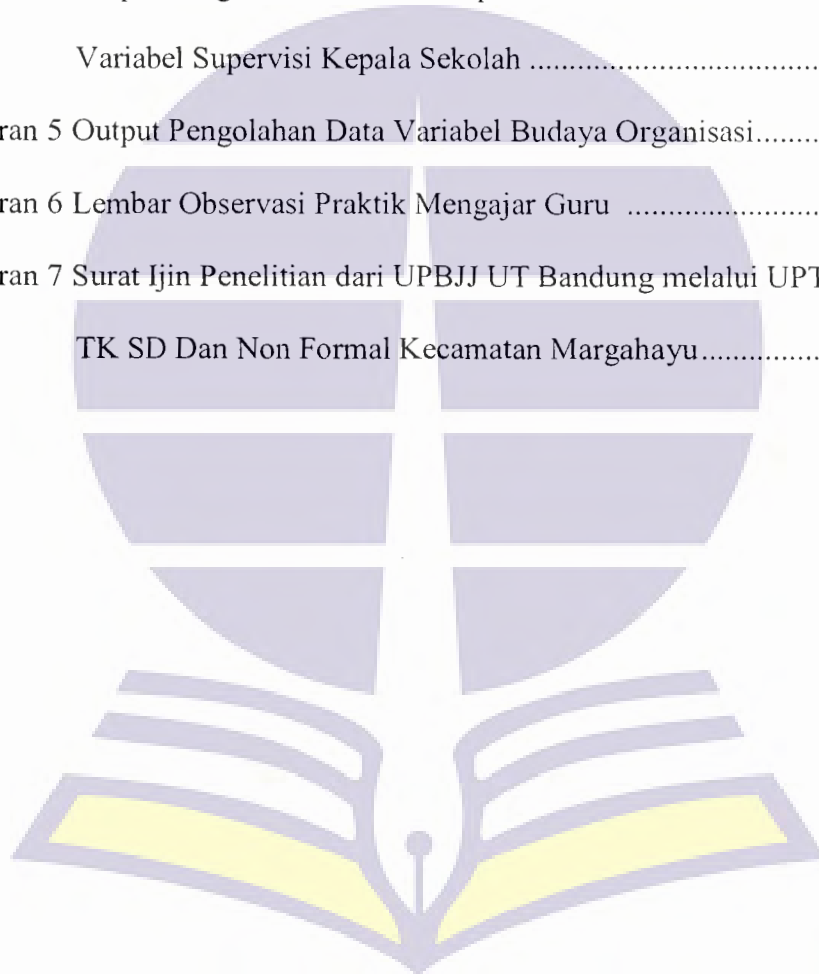 Variabel Supervisi Kepala Sekolah ................................
ran 5 Output Pengolahan Data Variabel Budaya Organisasi........
ran 6 Lembar Observasi Praktik Mengajar Guru .........................
ran 7 Surat Ijin Penelitian dari UPBJJ UT Bandung melalui UPT
TK SD Dan Non Formal Kecamatan Margahayu...............